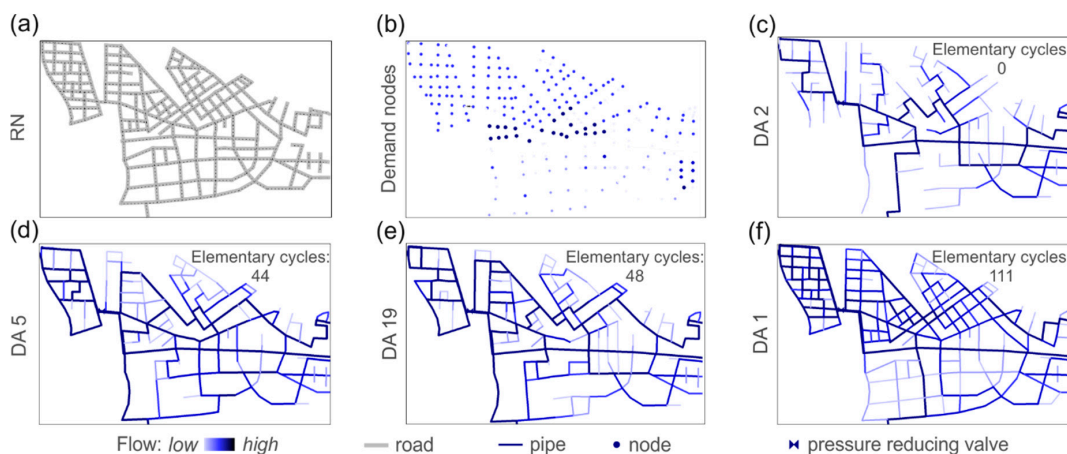 (a)
RN
(b)
Demand nodes
(c)
DA 2
Elementary cycles
0
(d)
DA 5
Elementary cycles:
44
(e)
DA 19
Elementary cycles:
48
(f)
DA 1
Elementary cycles
111
Flow: low high road pipe node pressure reducing valve